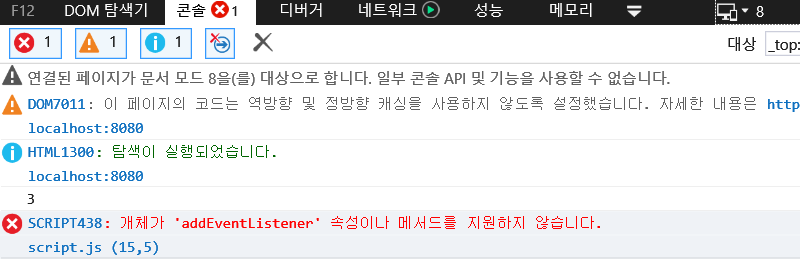 F12 DOM 탐색기 콘솔 1 디버거 네트워크 성능 메모리 8
1 1 1 대상 _top:
연결된 페이지가 문서 모드 8을(를) 대상으로 합니다. 일부 콘솔 API 및 기능을 사용할 수 없습니다.
DOM7011: 이 페이지의 코드는 역방향 및 정방향 캐싱을 사용하지 않도록 설정했습니다. 자세한 내용은 http
localhost:8080
HTML1300: 탐색이 실행되었습니다.
localhost:8080
3
SCRIPT438: 개체가 'addEventListener' 속성이나 메서드를 지원하지 않습니다.
script.js (15,5)